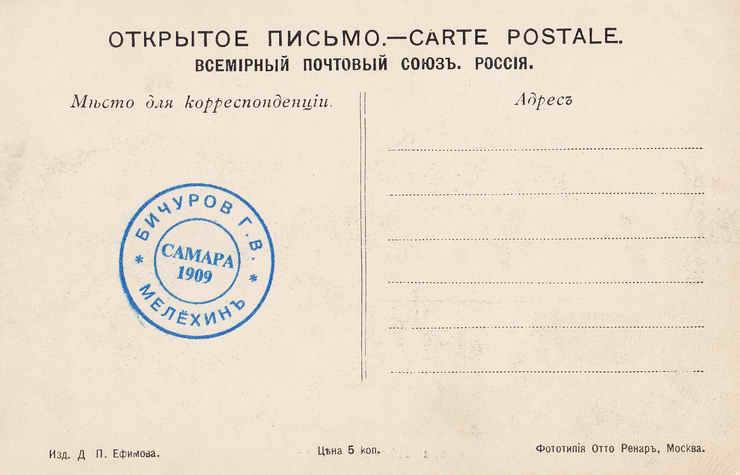 ОТКРЫТОЕ ПИСЬМО.—CARTE POSTALE.
ВСЕМІРНЫЙ ПОЧТОВЫЙ СОЮЗЪ. РОССІЯ.
Мѣсто для корреспонденціи.
Адресъ
БИЧУРОВ Г. В.
САМАРА
1909
* МЕЛЁХИНЪ *
Изд. Д П. Ефимова.
Цѣна 5 коп.
Фототипія Отто Ренаръ, Москва.